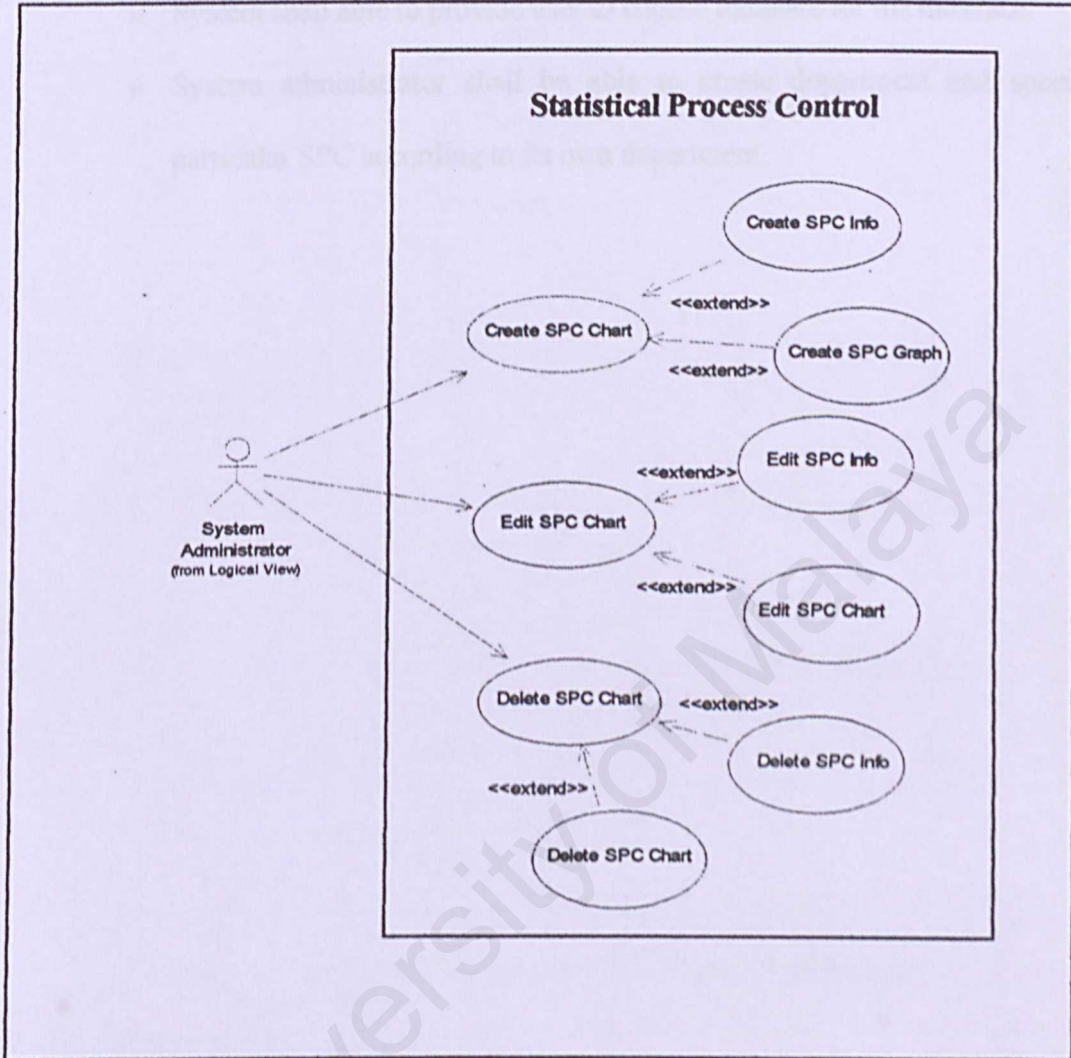 System administrator shall be able to create department and
particular SPC according to its own department.
Statistical Process Control
Create SPC Info
<<extend>>
Create SPC Chart
Create SPC Graph
<<extend>>
Edit SPC Info
<<extend>>
Edit SPC Chart
System
Administrator
(from Logical View)
<<extend>>
Edit SPC Chart
Delete SPC Chart
<<extend>>
Delete SPC Info
<<extend>>
Delete SPC Chart
University of Malaya